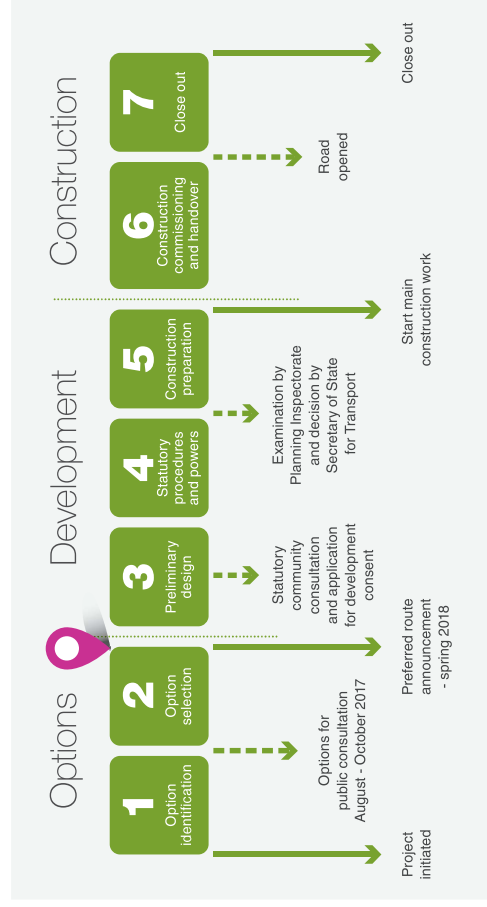 Options
Development
Construction
1
Option
identification
2
Option
selection
3
Preliminary
design
4
Statutory
procedures
and powers
5
Construction
preparation
6
Construction
commissioning
and handover
7
Close out
Project
initiated
Options for
public consultation
August - October 2017
Preferred route
announcement
- spring 2018
Statutory
community
consultation
and application
for development
consent
Examination by
Planning Inspectorate
and decision by
Secretary of State
for Transport
Start main
construction work
Road
opened
Close out